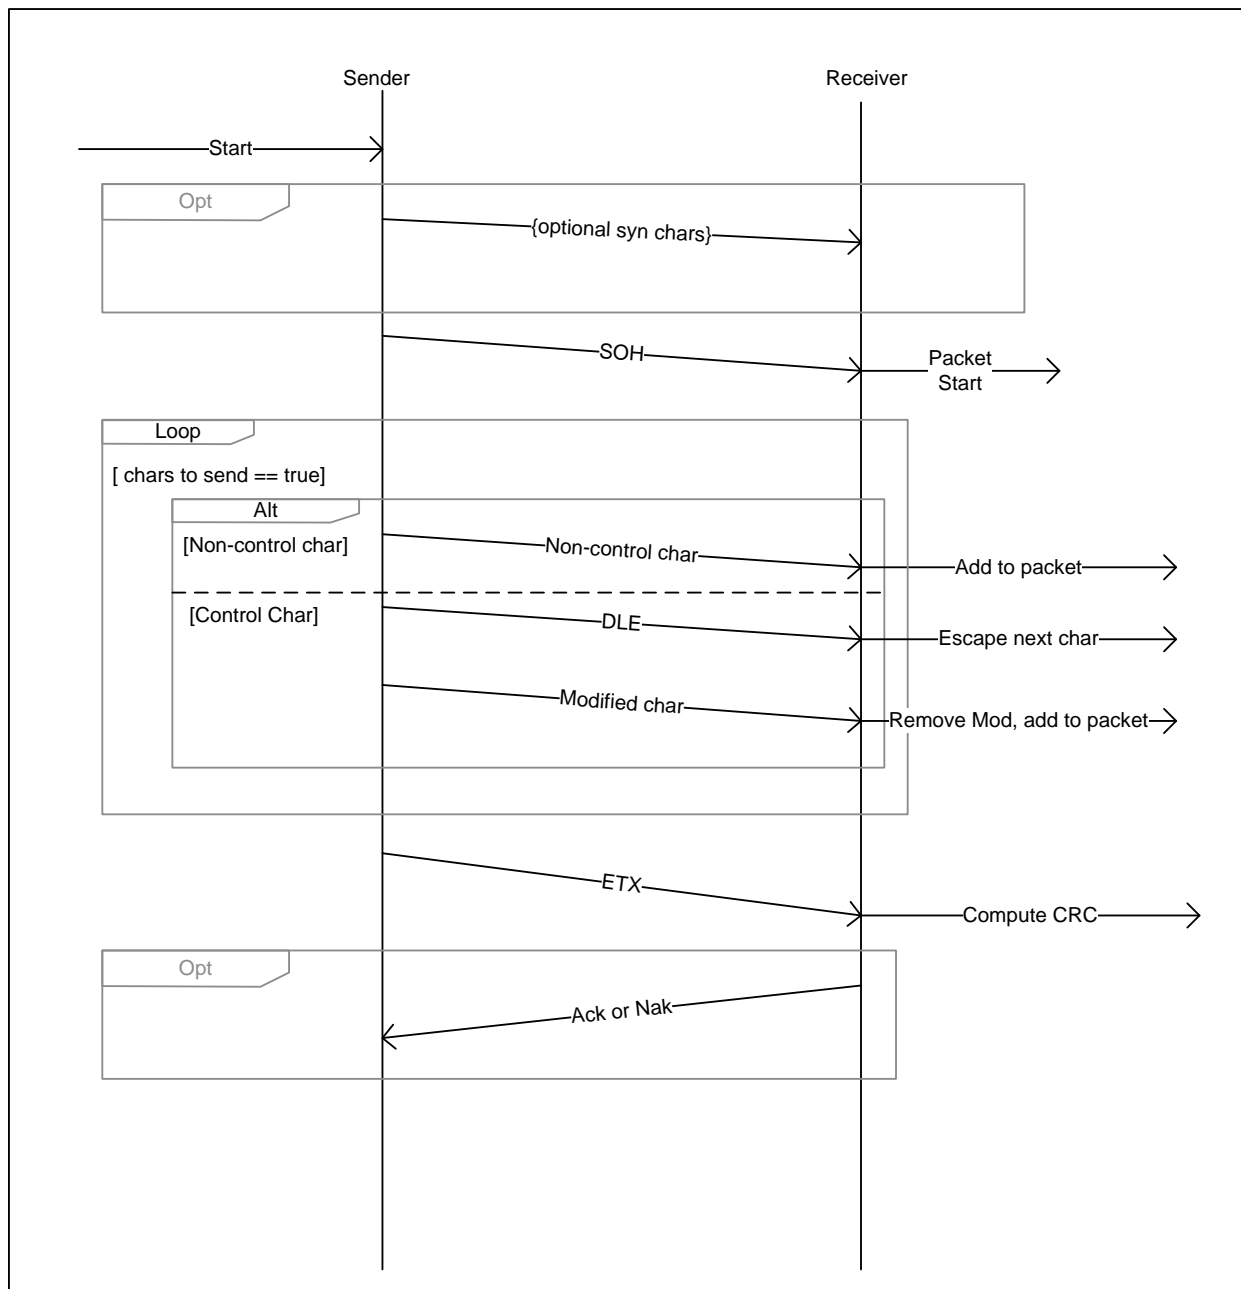 Sender
Receiver
Start
Opt
{optional syn chars}
SOH
Packet
Start
Loop
[ chars to send == true]
Alt
[Non-control char]
Non-control char
Add to packet
[Control Char]
DLE
Escape next char
Modified char
Remove Mod, add to packet
ETX
Compute CRC
Opt
Ack or Nak